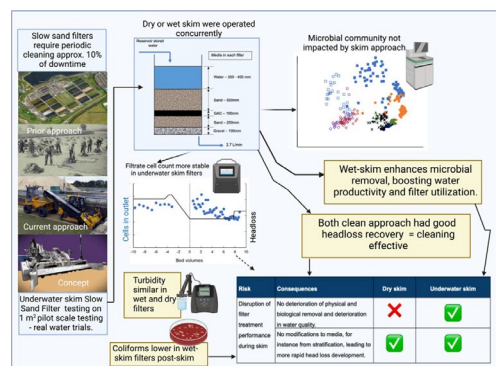 Slow sand filters
require periodic
cleaning approx. 10%
of downtime
Prior approach
Current approach
Concept
Underwater skim Slow
Sand Filter testing on
1 m² pilot scale testing
- real water trials.
Dry or wet skim were operated
concurrently
Reservoir stored
water
Media in each filter
Water
Sand - 500mm
GAC - 100mm
Sand - 250mm
Gravel - 100mm
2.7 L/min
Microbial community not
impacted by skim approach
Filtrate cell count more stable
in underwater skim filters
Cells in outlet
Headloss
Bed volumes
Wet-skim enhances microbial
removal, boosting water
productivity and filter utilization.
Both clean approach had good
headloss recovery = cleaning
effective
Turbidity
similar in
wet and dry
filters
Coliforms lower in wet-
skim filters post-skim
Risk
Consequences
Dry skim
Underwater skim
Disruption of
filter
treatment
performance
during skim
No deterioration of physical and
biological removal and deterioration
in water quality.
No modifications to media, for
instance from stratification, leading to
more rapid head loss development.